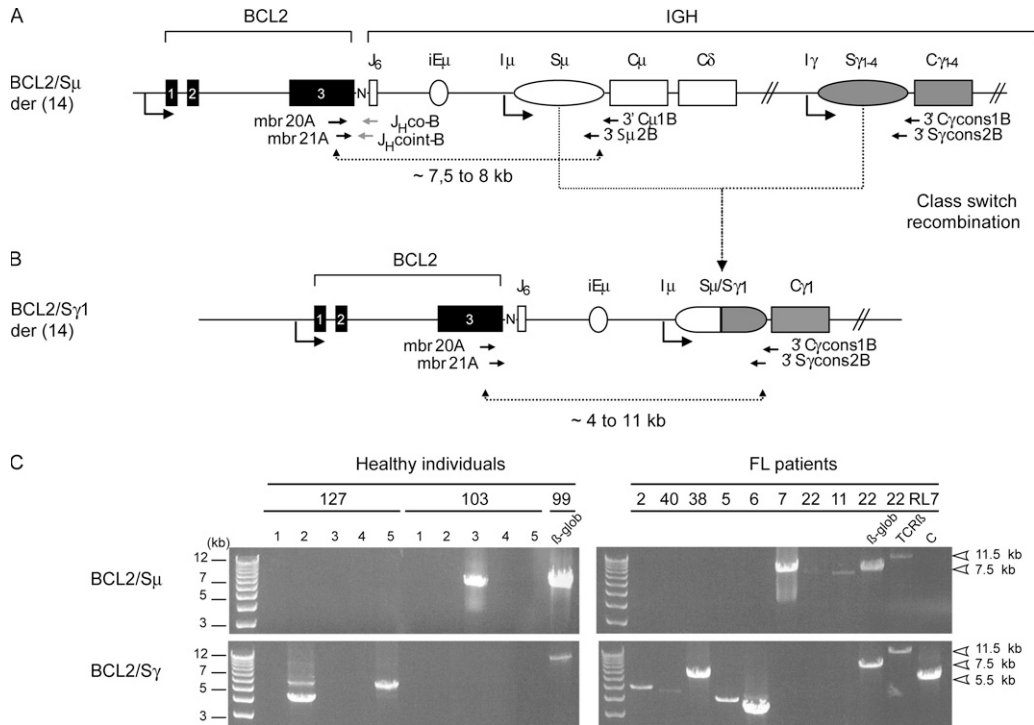 A
BCL2
IGH
BCL2/Sμ
der (14)
1 2 3 N J6 iEμ Iμ Sμ Cμ Cδ Iγ Sγ1-4 Cγ1-4
mbr 20A
mbr 21A
JHco-B
JHcoint-B
3' Cμ1B
3' Sμ2B
3' Cγcons1B
3' Sγcons2B
~ 7,5 to 8 kb
Class switch
recombination
B
BCL2
BCL2/Sγ1
der (14)
1 2 3 N J6 iEμ Iμ Sμ/Sγ1 Cγ1
mbr 20A
mbr 21A
3' Cγcons1B
3' Sγcons2B
~ 4 to 11 kb
C
Healthy individuals
FL patients
127 103 99
2 40 38 5 6 7 22 11 22 22 RL7
1 2 3 4 5 1 2 3 4 5 ß-glob
ß-glob TCRß C
(kb)
BCL2/Sμ
12
7
5
3
11.5 kb
7.5 kb
BCL2/Sγ
12
7
5
3
11.5 kb
7.5 kb
5.5 kb